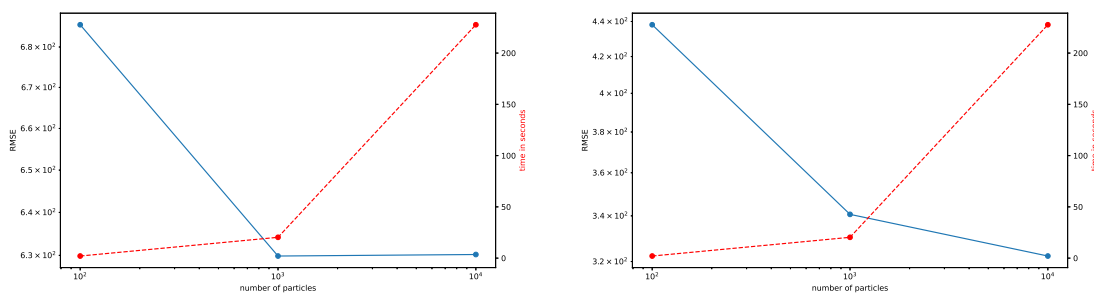 6.8 × 10²
6.7 × 10²
6.6 × 10²
6.5 × 10²
6.4 × 10²
6.3 × 10²
RMSE
200
150
100
50
0
time in seconds
10² 10³ 10⁴
number of particles
4.4 × 10²
4.2 × 10²
4 × 10²
3.8 × 10²
3.6 × 10²
3.4 × 10²
3.2 × 10²
RMSE
200
150
100
50
0
time in seconds
10² 10³ 10⁴
number of particles